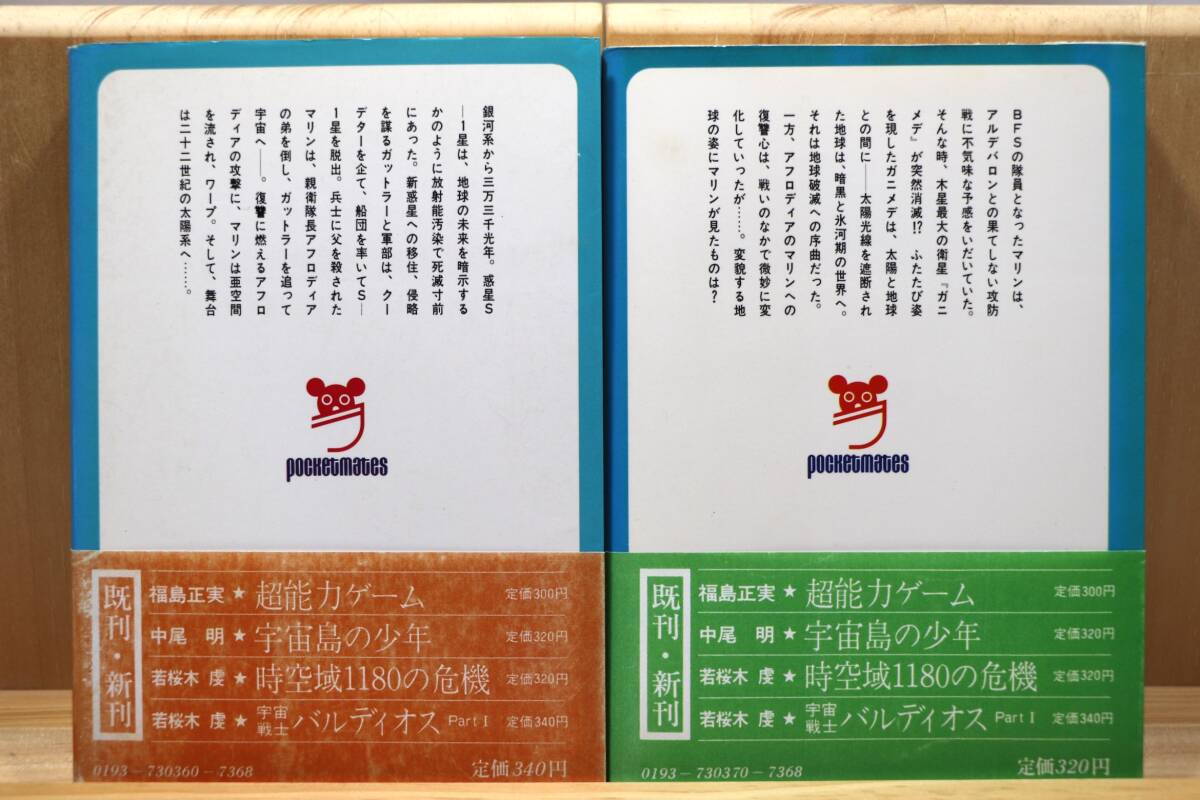 銀河系から三万三千光年。惑星S
―1星は、地球の未来を暗示する
かのように放射能汚染で死滅寸前
にあった。新惑星への移住、侵略
を謀るガットラーと軍部は、クー
デターを企て、船団を率いてS―
1星を脱出。兵士に父を殺された
マリンは、親衛隊長アフロディア
の弟を倒し、ガットラーを追って
宇宙へ――。復讐に燃えるアフロ
ディアの攻撃に、マリンは亜空間
を流され、ワープ。そして、舞台
は二十二世紀の太陽系へ……。
pocketmates
既刊・新刊
福島正実★超能力ゲーム 定価300円
中尾 明★宇宙島の少年 定価320円
若桜木 虔★時空域1180の危機 定価320円
若桜木 虔★宇宙戦士バルディオス Part I 定価340円
0193-730360-7368 定価340円
BFSの隊員となったマリンは、
アルデバロンとの果てしない攻防
戦に不気味な予感をいだいていた。
そんな時、木星最大の衛星『ガニ
メデ』が突然消滅!? ふたたび姿
を現したガニメデは、太陽と地球
との間に――太陽光線を遮断され
た地球は、暗黒と氷河期の世界へ。
それは地球破滅への序曲だった。
一方、アフロディアのマリンへの
復讐心は、戦いのなかで微妙に変
化していったが……。変貌する地
球の姿にマリンが見たものは?
pocketmates
既刊・新刊
福島正実★超能力ゲーム 定価300円
中尾 明★宇宙島の少年 定価320円
若桜木 虔★時空域1180の危機 定価320円
若桜木 虔★宇宙戦士バルディオス Part I 定価340円
0193-730370-7368 定価320円